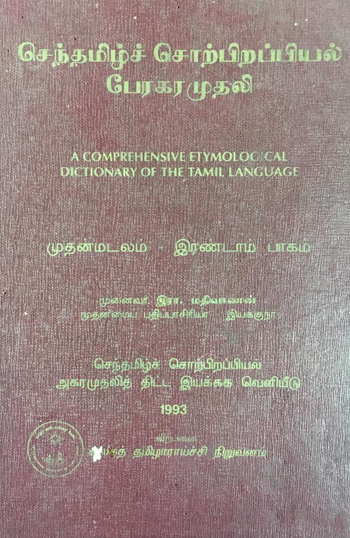 செந்தமிழ்ச் சொற்பிறப்பியல்
பேரகரமுதலி
A COMPREHENSIVE ETYMOLOGICAL
DICTIONARY OF THE TAMIL LANGUAGE
முதன்மடலம் - இரண்டாம் பாகம்
முனைவர் இரா. மதிவாணன்
முதன்மைப் பதிப்பாசிரியர் இயக்குநர்
செந்தமிழ்ச் சொற்பிறப்பியல்
அகரமுதலித் திட்ட இயக்கக வெளியீடு
1993
தமிழாராய்ச்சி நிறுவனம்